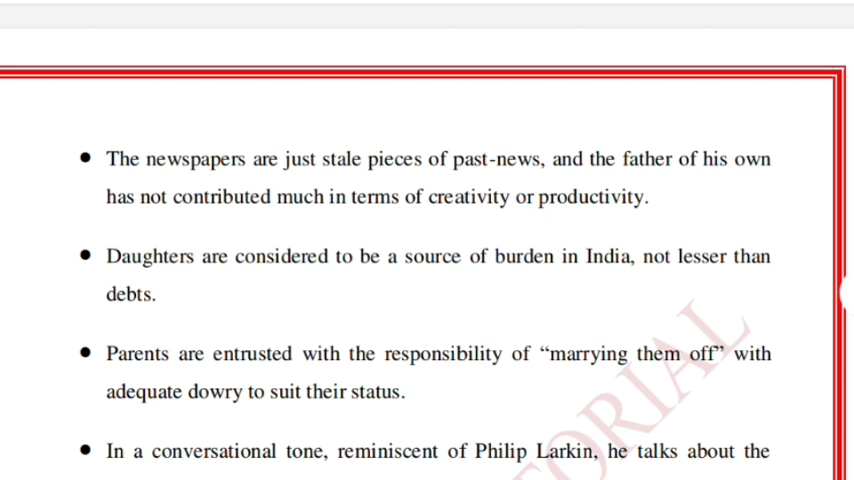 ● The newspapers are just stale pieces of past-news, and the father of his own
has not contributed much in terms of creativity or productivity.
● Daughters are considered to be a source of burden in India, not lesser than
debts.
● Parents are entrusted with the responsibility of “marrying them off” with
adequate dowry to suit their status.
● In a conversational tone, reminiscent of Philip Larkin, he talks about the
TORIAL